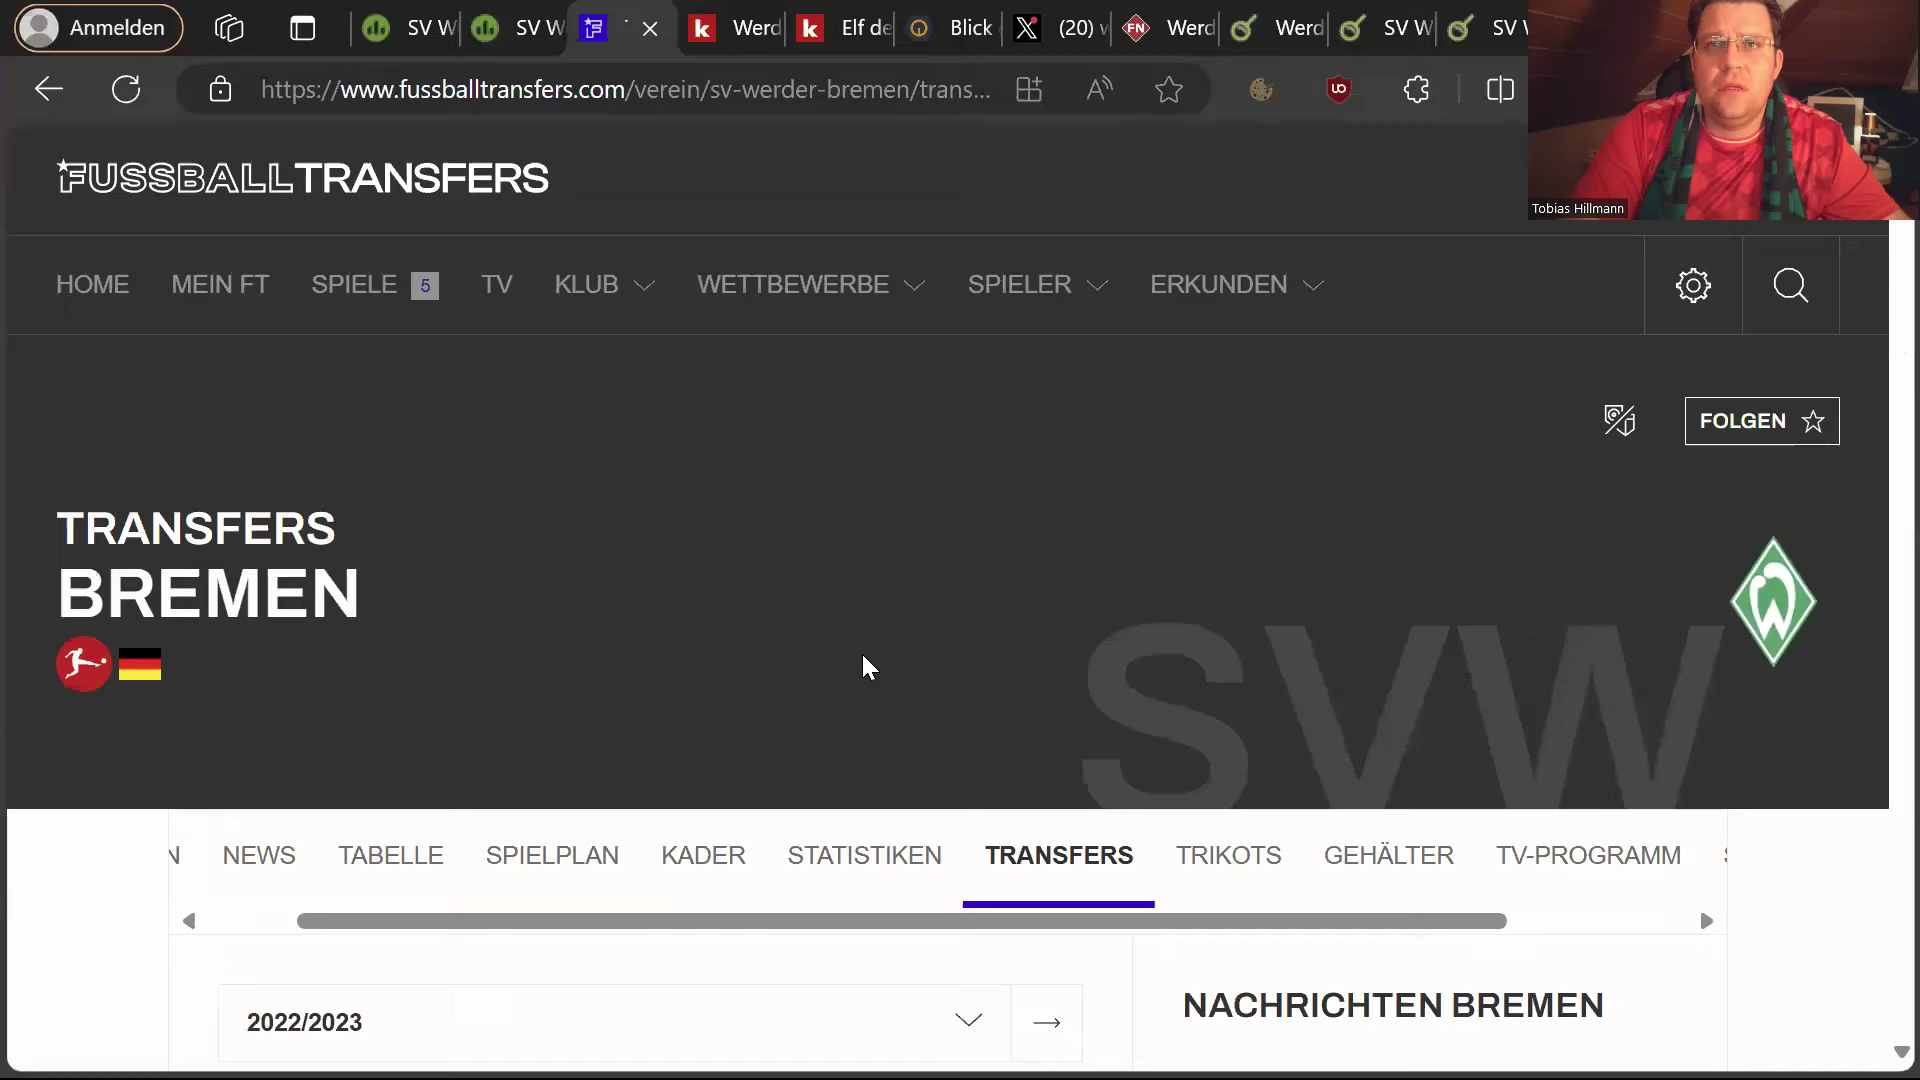 Anmelden
SV W
SV W
Werd
Elf de
Blick
(20) w
Werd
Werd
SV W
SV W
https://www.fussballtransfers.com/verein/sv-werder-bremen/trans...
Tobias Hillmann
FUSSBALLTRANSFERS
HOME MEIN FT SPIELE 5 TV KLUB WETTBEWERBE SPIELER ERKUNDEN
FOLGEN
TRANSFERS
BREMEN
SVW
N NEWS TABELLE SPIELPLAN KADER STATISTIKEN TRANSFERS TRIKOTS GEHÄLTER TV-PROGRAMM
2022/2023
NACHRICHTEN BREMEN